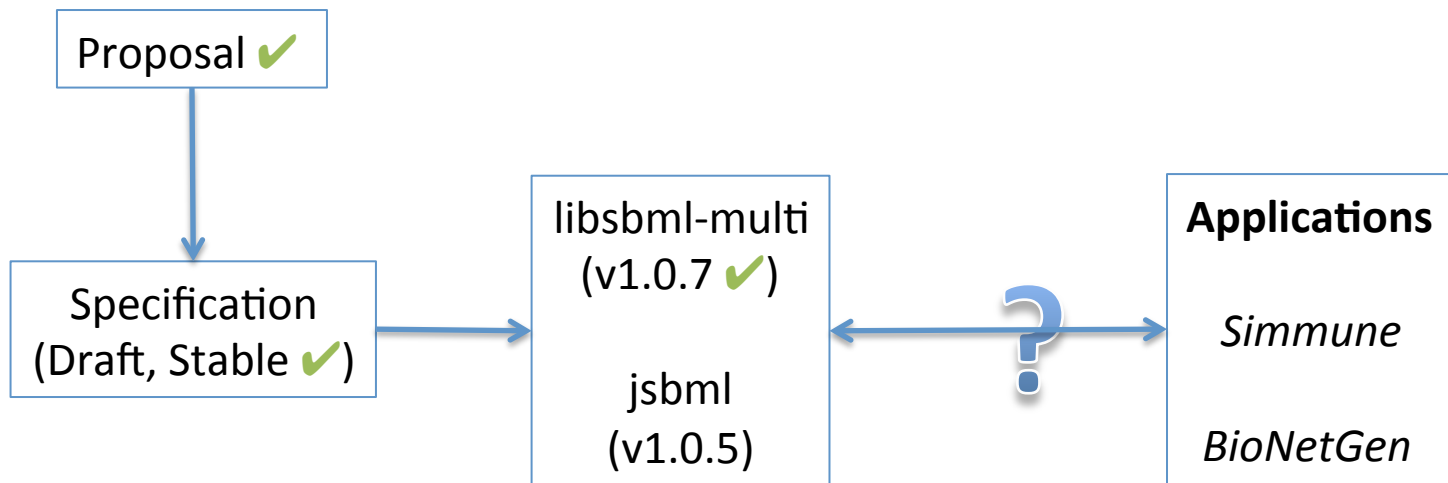 Proposal ✔
Specification
(Draft, Stable ✔)
libsbml-multi
(v1.0.7 ✔)
jsbml
(v1.0.5)
?
Applications
Simmune
BioNetGen